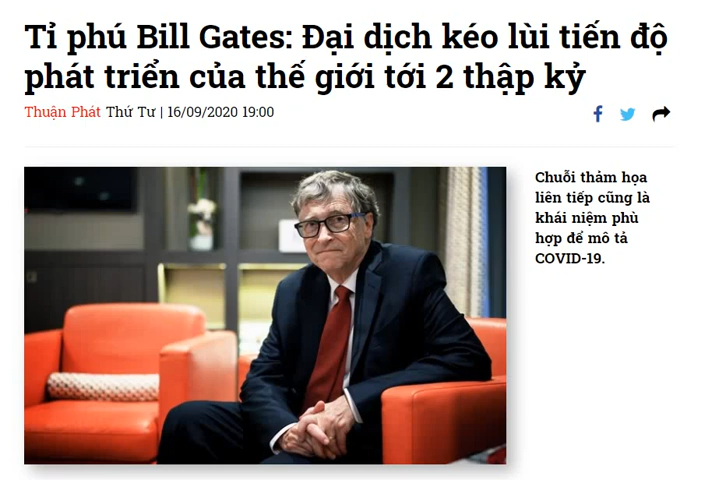 Tỉ phú Bill Gates: Đại dịch kéo lùi tiến độ
phát triển của thế giới tới 2 thập kỷ
Thuận Phát Thứ Tư | 16/09/2020 19:00
Chuỗi thảm họa
liên tiếp cũng là
khái niệm phù
hợp để mô tả
COVID-19.